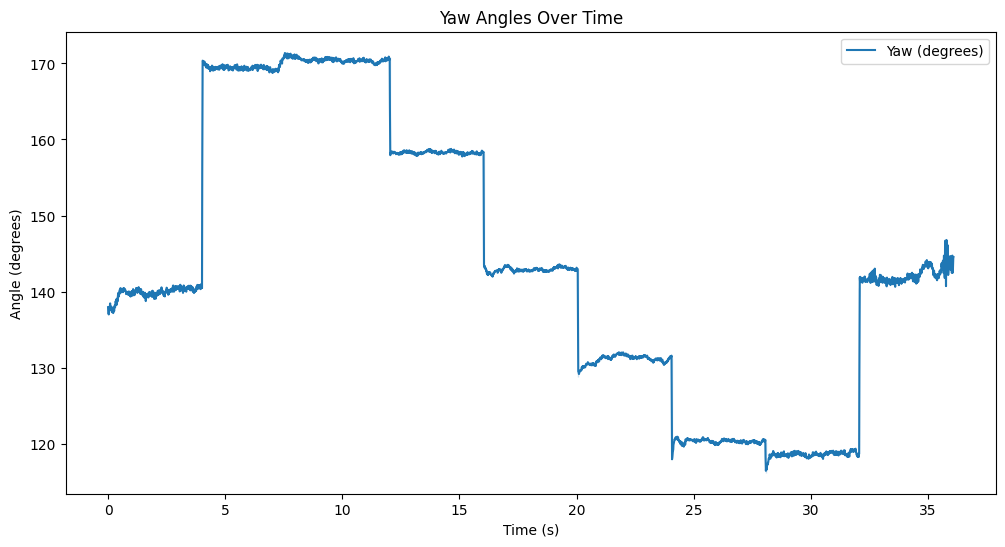 Yaw Angles Over Time
Yaw (degrees)
Angle (degrees)
170
160
150
140
130
120
0 5 10 15 20 25 30 35
Time (s)